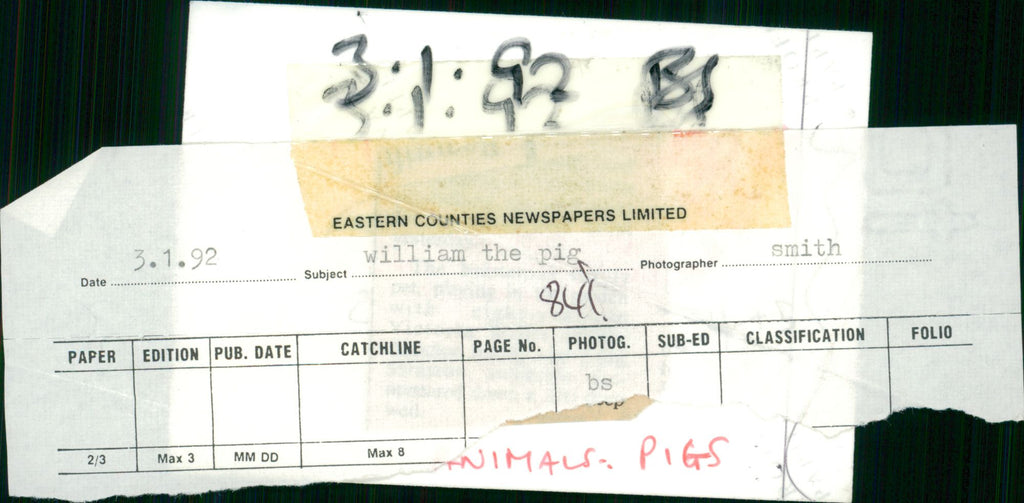 3:1:92 BS
EASTERN COUNTIES NEWSPAPERS LIMITED
Date 3.1.92 Subject william the pig Photographer smith
84%
PAPER EDITION PUB. DATE CATCHLINE PAGE No. PHOTOG. SUB-ED CLASSIFICATION FOLIO
bs
2/3 Max 3 MM DD Max 8
ANIMALS. PIGS